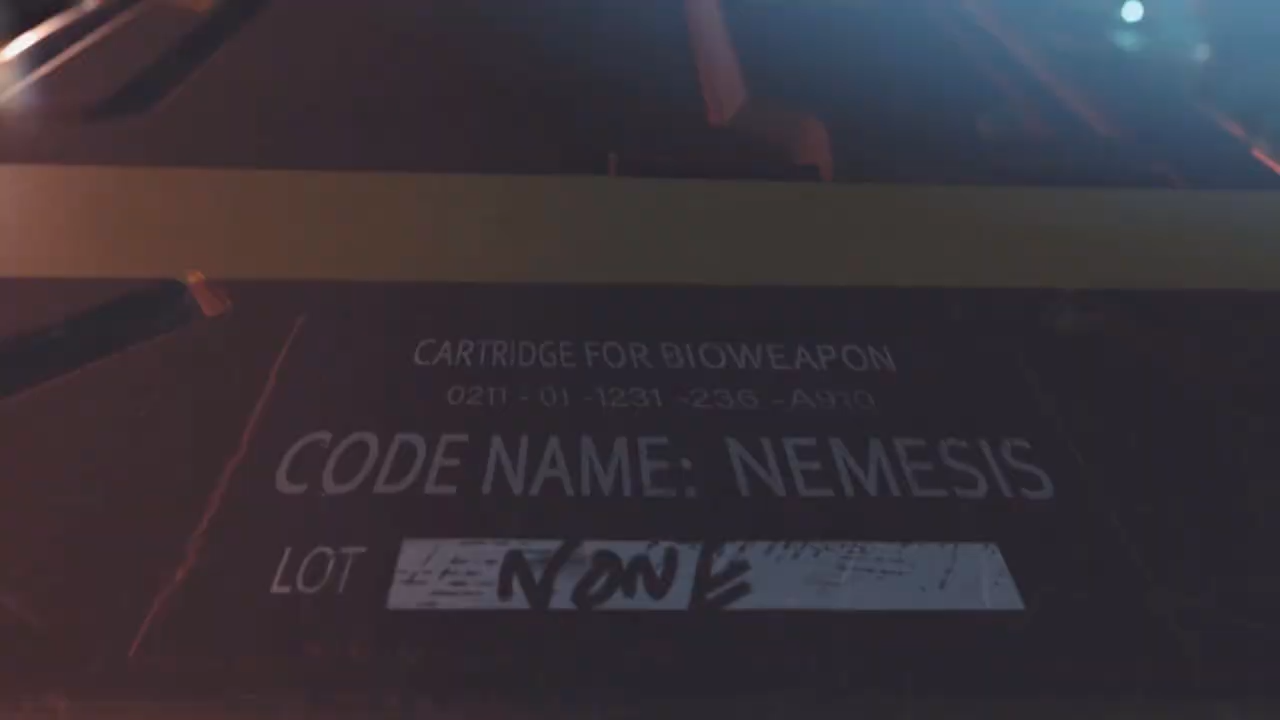 CARTRIDGE FOR BIOWEAPON
0211 - 01 -1231 -236 -A910
CODE NAME: NEMESIS
LOT NONE